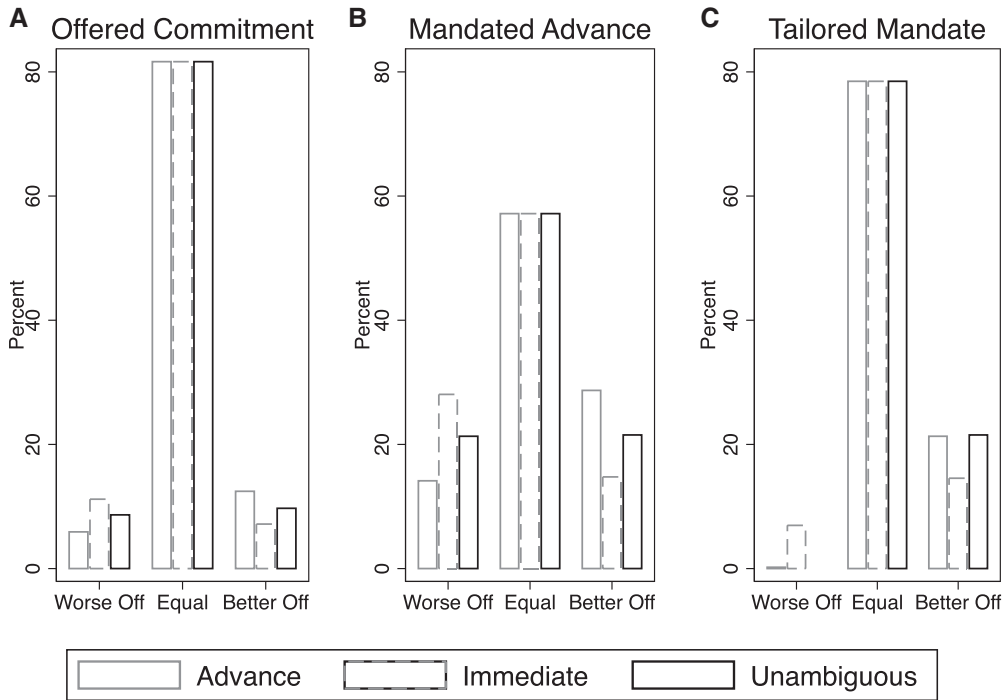 A Offered Commitment
Percent
0 20 40 60 80
Worse Off Equal Better Off
B Mandated Advance
Percent
0 20 40 60 80
Worse Off Equal Better Off
C Tailored Mandate
Percent
0 20 40 60 80
Worse Off Equal Better Off
Advance Immediate Unambiguous